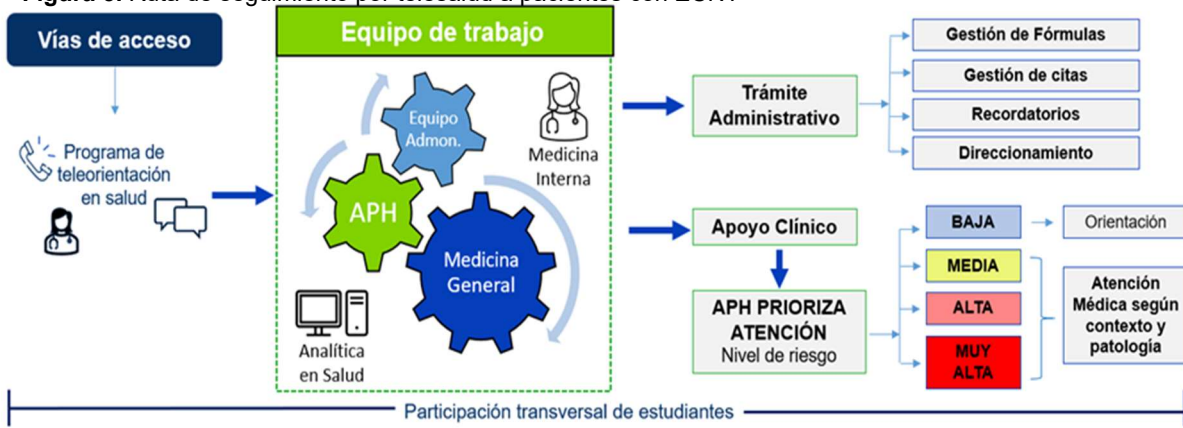 Vías de acceso
Programa de
teleorientación
en salud
Equipo de trabajo
Equipo
Admon.
APH
Medicina
General
Medicina
Interna
Analítica
en Salud
Trámite
Administrativo
Gestión de Fórmulas
Gestión de citas
Recordatorios
Direccionamiento
Apoyo Clínico
APH PRIORIZA
ATENCIÓN
Nivel de riesgo
BAJA
MEDIA
ALTA
MUY
ALTA
Orientación
Atención
Médica según
contexto y
patología
Participación transversal de estudiantes